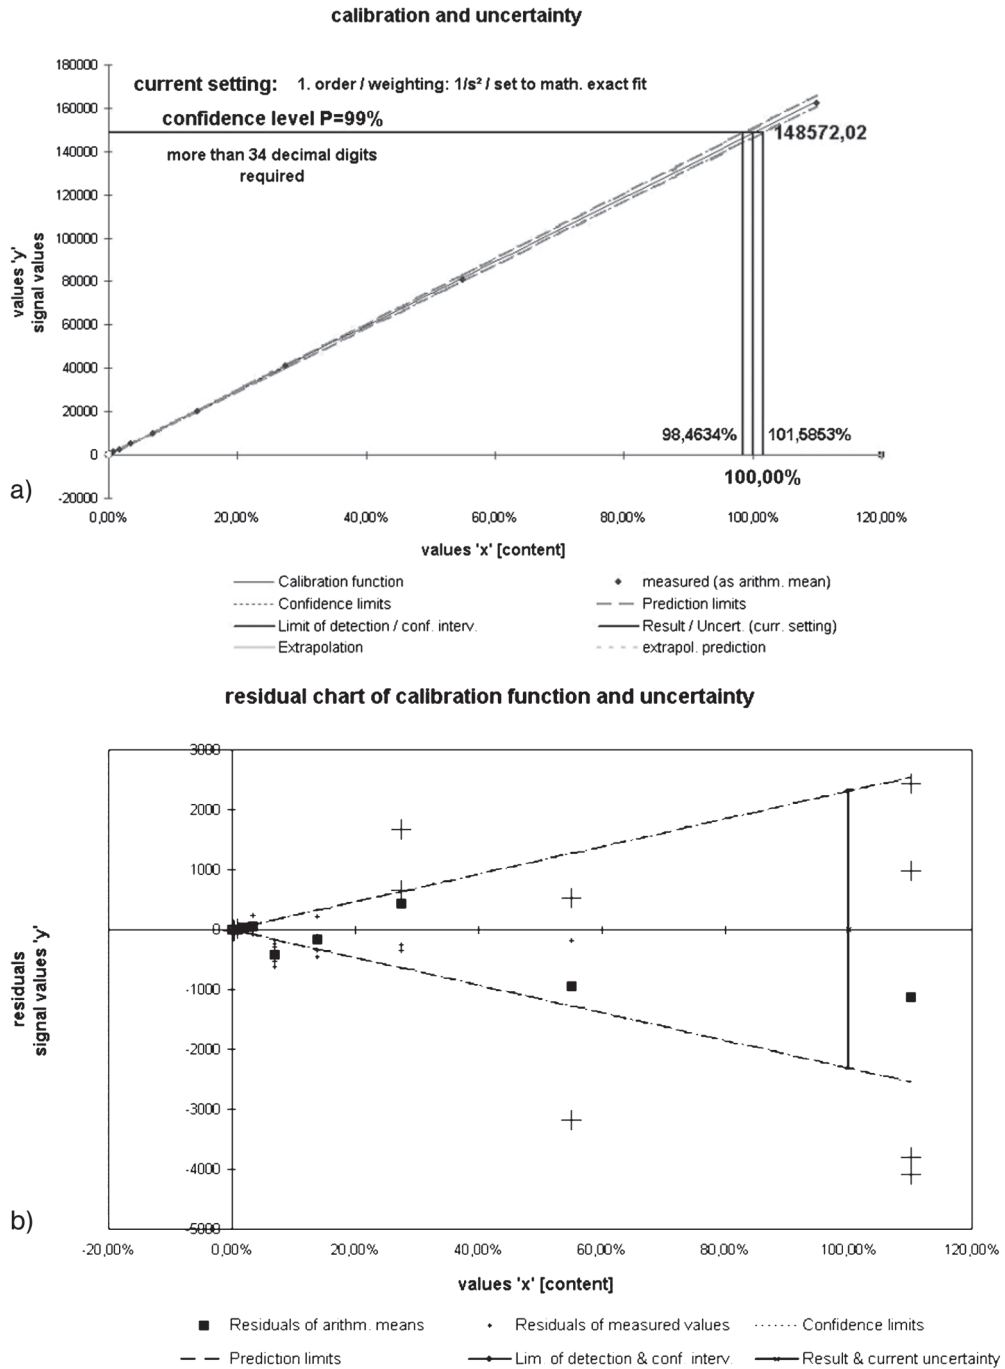 calibration and uncertainty
180000
160000
140000
120000
100000
80000
60000
40000
20000
0
-20000
values 'y'
signal values
current setting: 1. order / weighting: 1/s² / set to math. exact fit
confidence level P=99%
more than 34 decimal digits
required
148572,02
98,4634%
101,5853%
100,00%
a)
0,00%
20,00%
40,00%
60,00%
80,00%
100,00%
120,00%
values 'x' [content]
Calibration function
measured (as arithm. mean)
Confidence limits
Prediction limits
Limit of detection / conf. interv.
Result / Uncert. (curr. setting)
Extrapolation
extrapol. prediction
residual chart of calibration function and uncertainty
3000
2000
1000
0
-1000
-2000
-3000
-4000
-5000
residuals
signal values 'y'
b)
-20,00%
0,00%
20,00%
40,00%
60,00%
80,00%
100,00%
120,00%
values 'x' [content]
Residuals of arithm. means
Residuals of measured values
Confidence limits
Prediction limits
Lim. of detection & conf. interv.
Result & current uncertainty